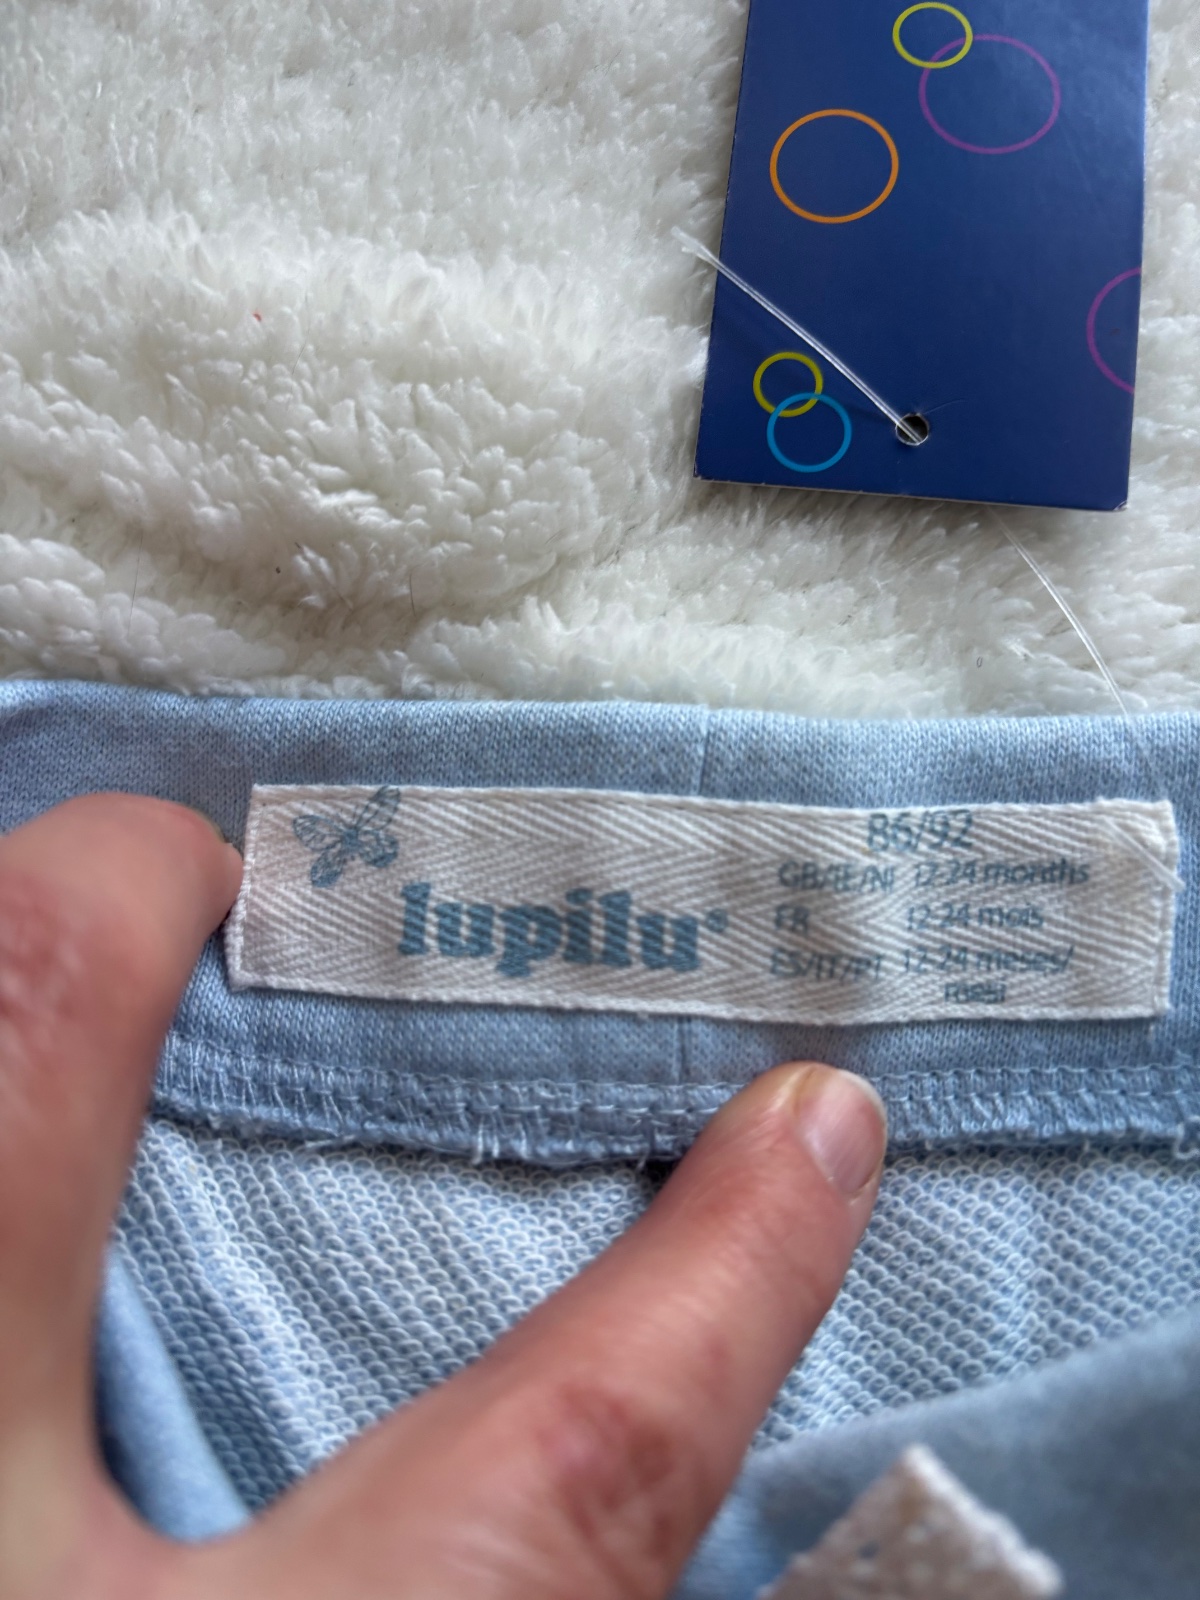 lupilu®
86/92
GB/IE/NI 12-24 months
FR 12-24 mois
ES/IT/PT 12-24 meses/
mesi